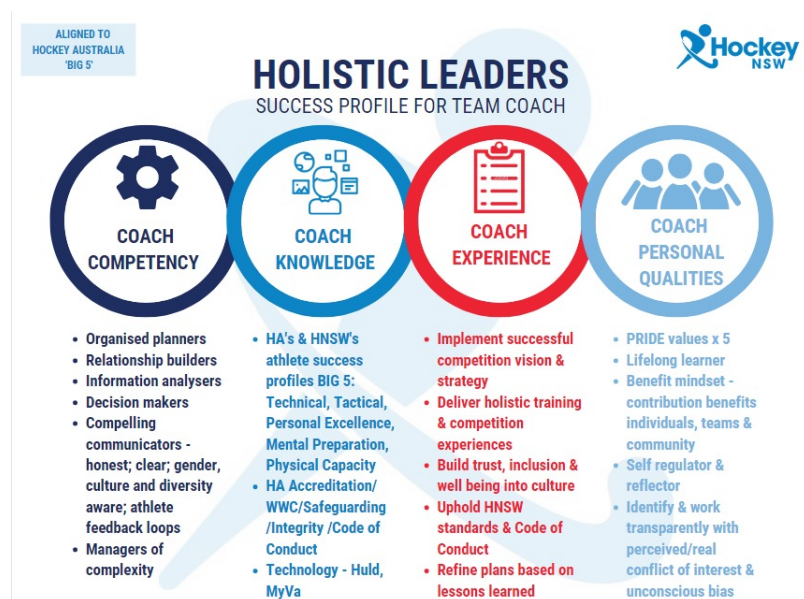 ALIGNED TO
HOCKEY AUSTRALIA
'BIG 5'
Hockey
NSW
HOLISTIC LEADERS
SUCCESS PROFILE FOR TEAM COACH
COACH
COMPETENCY
COACH
KNOWLEDGE
COACH
EXPERIENCE
COACH
PERSONAL
QUALITIES
• Organised planners
• Relationship builders
• Information analysers
• Decision makers
• Compelling
communicators -
honest; clear; gender,
culture and diversity
aware; athlete
feedback loops
• Managers of
complexity
• HA's & HNSW's
athlete success
profiles BIG 5:
Technical, Tactical,
Personal Excellence,
Mental Preparation,
Physical Capacity
• HA Accreditation/
WWC/Safeguarding
/Integrity /Code of
Conduct
• Technology - Huld,
MyVa
• Implement successful
competition vision &
strategy
• Deliver holistic training
& competition
experiences
• Build trust, inclusion &
well being into culture
• Uphold HNSW
standards & Code of
Conduct
• Refine plans based on
lessons learned
• PRIDE values x 5
• Lifelong learner
• Benefit mindset -
contribution benefits
individuals, teams &
community
• Self regulator &
reflector
• Identify & work
transparently with
perceived/real
conflict of interest &
unconscious bias